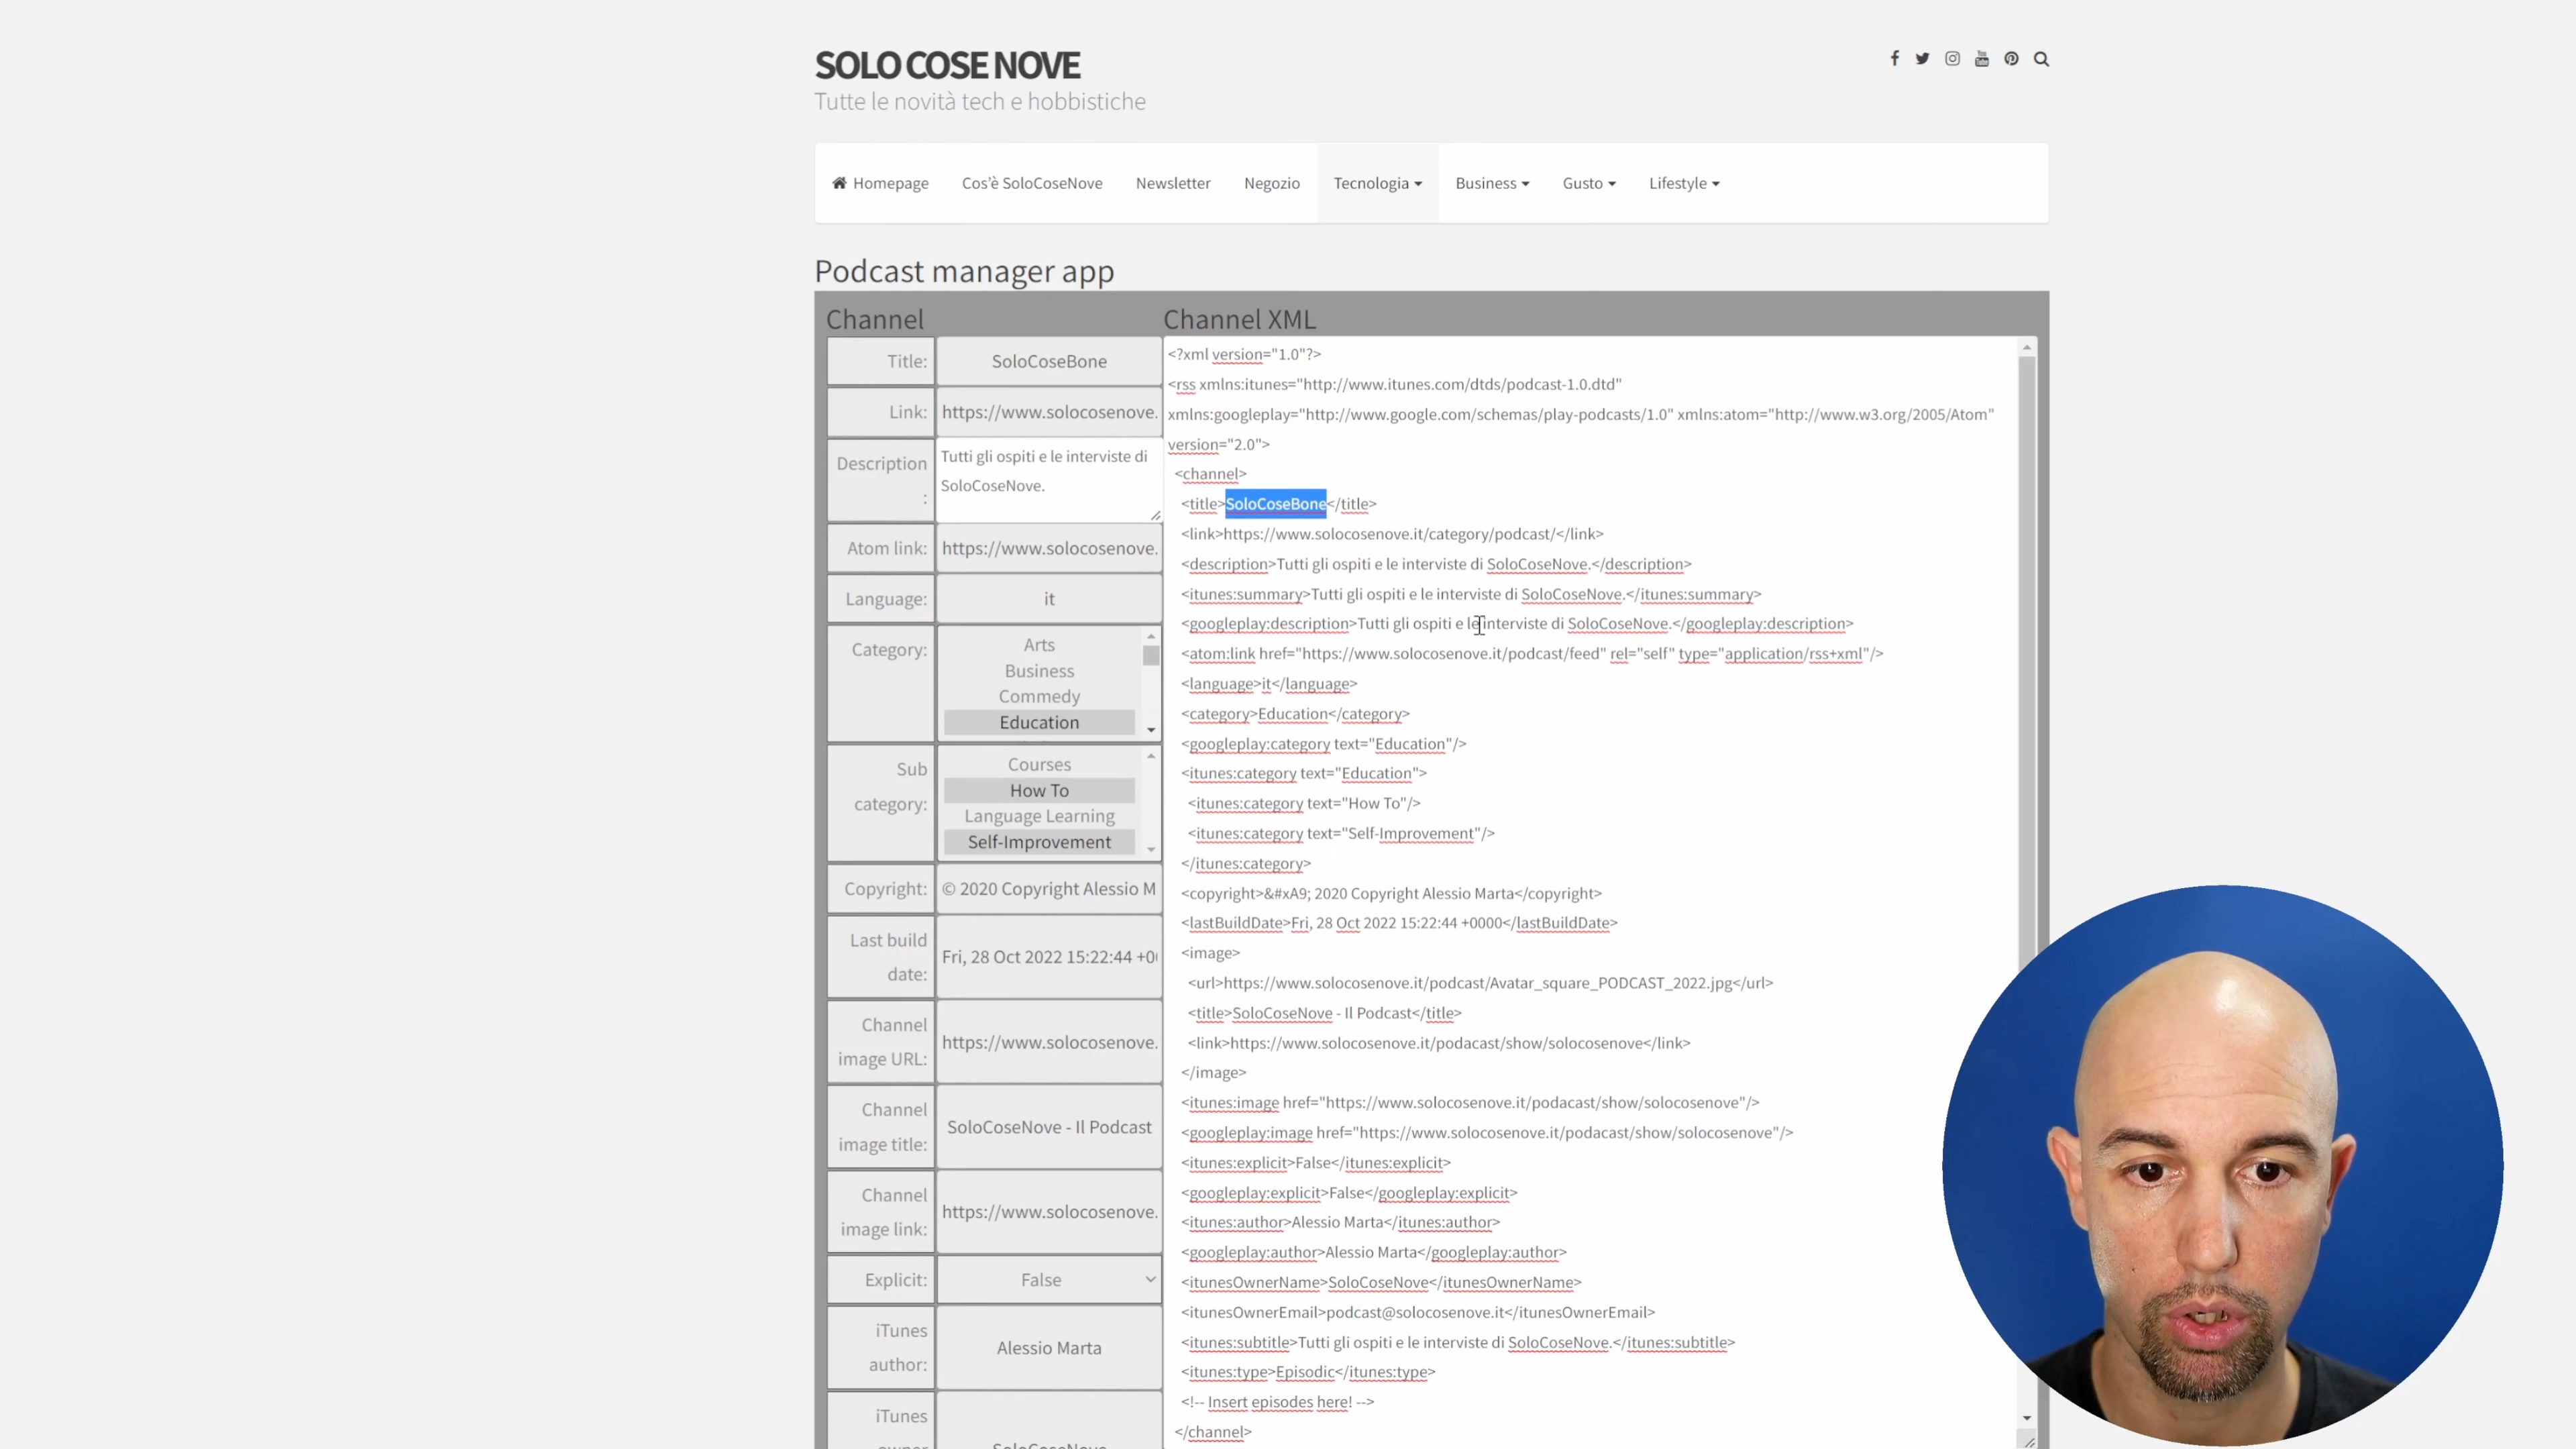 SOLO COSE NOVE
Tutte le novità tech e hobbistiche
Homepage Cos'è SoloCoseNove Newsletter Negozio Tecnologia Business Gusto Lifestyle
Podcast manager app
Channel
Title: SoloCoseBone
Link: https://www.solocosenove.
Description : Tutti gli ospiti e le interviste di
SoloCoseNove.
Atom link: https://www.solocosenove.
Language: it
Category: Arts
Business
Commedy
Education
Sub category: Courses
How To
Language Learning
Self-Improvement
Copyright: © 2020 Copyright Alessio M
Last build date: Fri, 28 Oct 2022 15:22:44 +0
Channel image URL: https://www.solocosenove.
Channel image title: SoloCoseNove - Il Podcast
Channel image link: https://www.solocosenove.
Explicit: False
iTunes author: Alessio Marta
iTunes
Channel XML
<?xml version="1.0"?>
<rss xmlns:itunes="http://www.itunes.com/dtds/podcast-1.0.dtd"
xmlns:googleplay="http://www.google.com/schemas/play-podcasts/1.0" xmlns:atom="http://www.w3.org/2005/Atom"
version="2.0">
<channel>
<title>SoloCoseBone</title>
<link>https://www.solocosenove.it/category/podcast/</link>
<description>Tutti gli ospiti e le interviste di SoloCoseNove.</description>
<itunes:summary>Tutti gli ospiti e le interviste di SoloCoseNove.</itunes:summary>
<googleplay:description>Tutti gli ospiti e le interviste di SoloCoseNove.</googleplay:description>
<atom:link href="https://www.solocosenove.it/podcast/feed" rel="self" type="application/rss+xml"/>
<language>it</language>
<category>Education</category>
<googleplay:category text="Education"/>
<itunes:category text="Education">
<itunes:category text="How To"/>
<itunes:category text="Self-Improvement"/>
</itunes:category>
<copyright>&#xA9; 2020 Copyright Alessio Marta</copyright>
<lastBuildDate>Fri, 28 Oct 2022 15:22:44 +0000</lastBuildDate>
<image>
<url>https://www.solocosenove.it/podcast/Avatar_square_PODCAST_2022.jpg</url>
<title>SoloCoseNove - Il Podcast</title>
<link>https://www.solocosenove.it/podacast/show/solocosenove</link>
</image>
<itunes:image href="https://www.solocosenove.it/podacast/show/solocosenove"/>
<googleplay:image href="https://www.solocosenove.it/podacast/show/solocosenove"/>
<itunes:explicit>False</itunes:explicit>
<googleplay:explicit>False</googleplay:explicit>
<itunes:author>Alessio Marta</itunes:author>
<googleplay:author>Alessio Marta</googleplay:author>
<itunesOwnerName>SoloCoseNove</itunesOwnerName>
<itunesOwnerEmail>podcast@solocosenove.it</itunesOwnerEmail>
<itunes:subtitle>Tutti gli ospiti e le interviste di SoloCoseNove.</itunes:subtitle>
<itunes:type>Episodic</itunes:type>
<!-- Insert episodes here! -->
</channel>